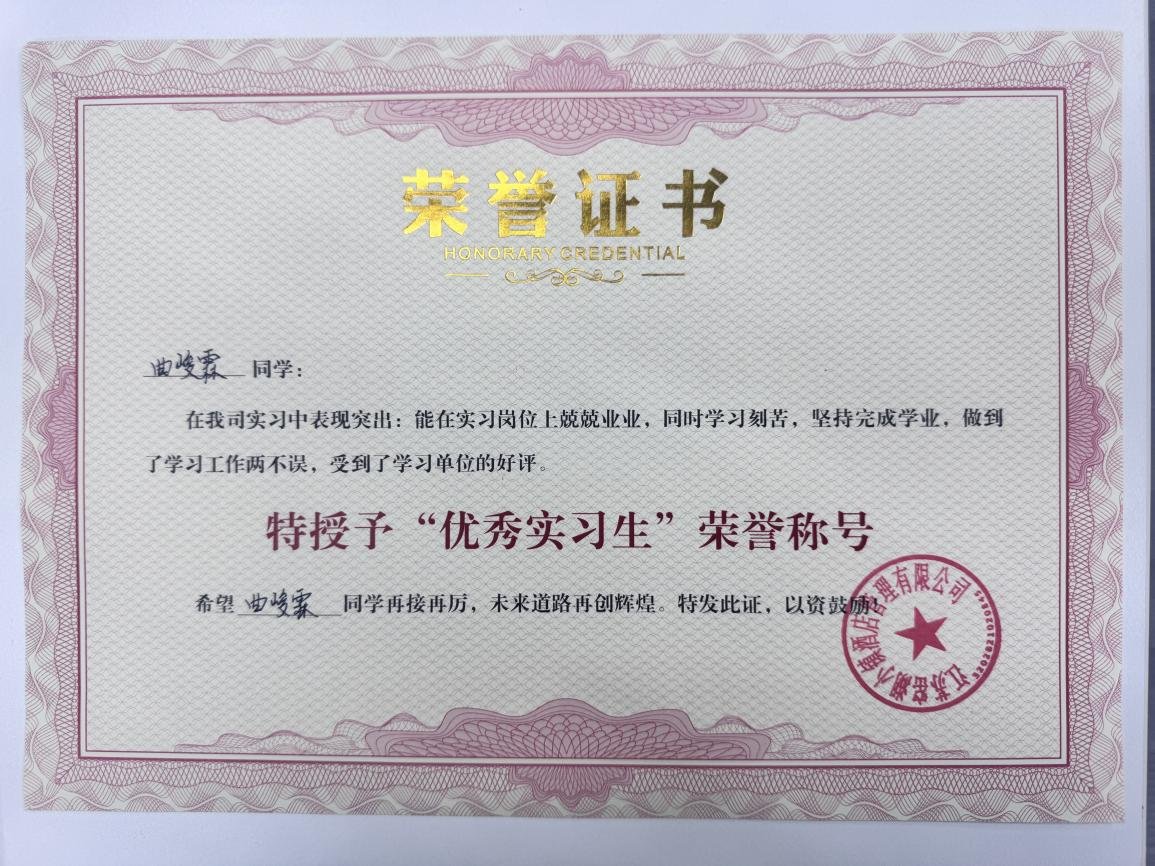 荣誉证书
HONORARY CREDENTIAL
曲峻霖 同学：
在我司实习中表现突出：能在实习岗位上兢兢业业，同时学习刻苦，坚持完成学业，做到
了学习工作两不误，受到了学习单位的好评。
特授予“优秀实习生”荣誉称号
希望 曲峻霖 同学再接再厉，未来道路再创辉煌。特发此证，以资鼓励！
湖小镇酒店管理有限公司
江苏